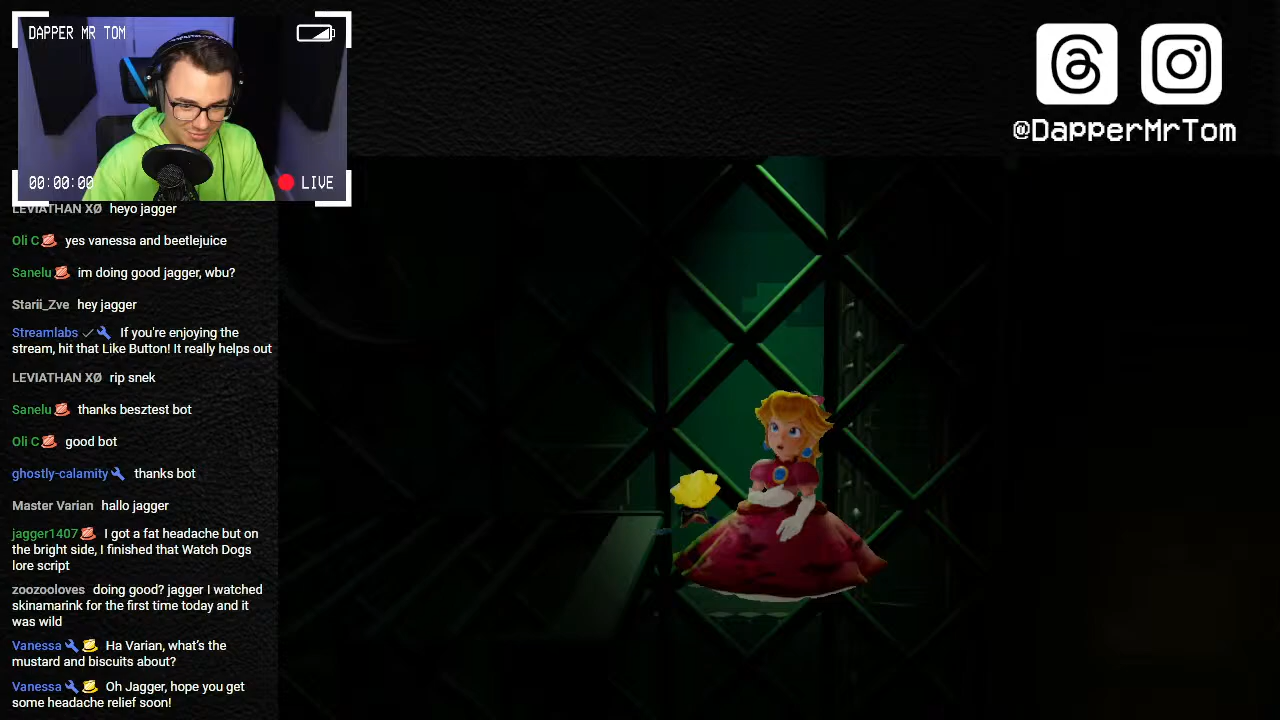 DAPPER MR TOM
00:00:00
LIVE
@DapperMrTom
LEVIATHAN XØ heyo jagger
Oli C yes vanessa and beetlejuice
Sanelu im doing good jagger, wbu?
Starii_Zve hey jagger
Streamlabs If you're enjoying the
stream, hit that Like Button! It really helps out
LEVIATHAN XØ rip snek
Sanelu thanks besztest bot
Oli C good bot
ghostly-calamity thanks bot
Master Varian hallo jagger
jagger1407 I got a fat headache but on
the bright side, I finished that Watch Dogs
lore script
zoozooloves doing good? jagger I watched
skinamarink for the first time today and it
was wild
Vanessa Ha Varian, what's the
mustard and biscuits about?
Vanessa Oh Jagger, hope you get
some headache relief soon!